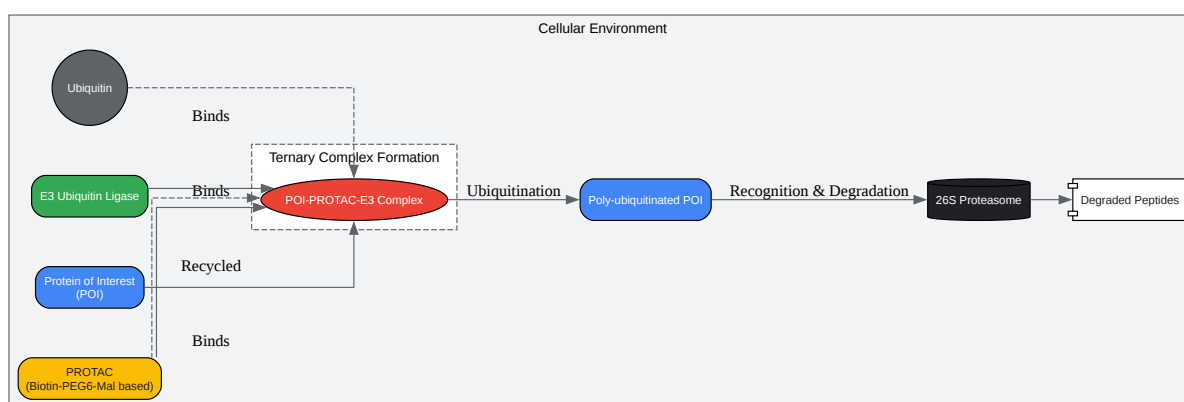 Cellular Environment
Ubiquitin
Binds
Ternary Complex Formation
E3 Ubiquitin Ligase
Binds
POI-PROTAC-E3 Complex
Ubiquitination
Poly-ubiquitinated POI
Recognition & Degradation
26S Proteasome
Degraded Peptides
Recycled
Protein of Interest
(POI)
Binds
PROTAC
(Biotin-PEG6-Mal based)